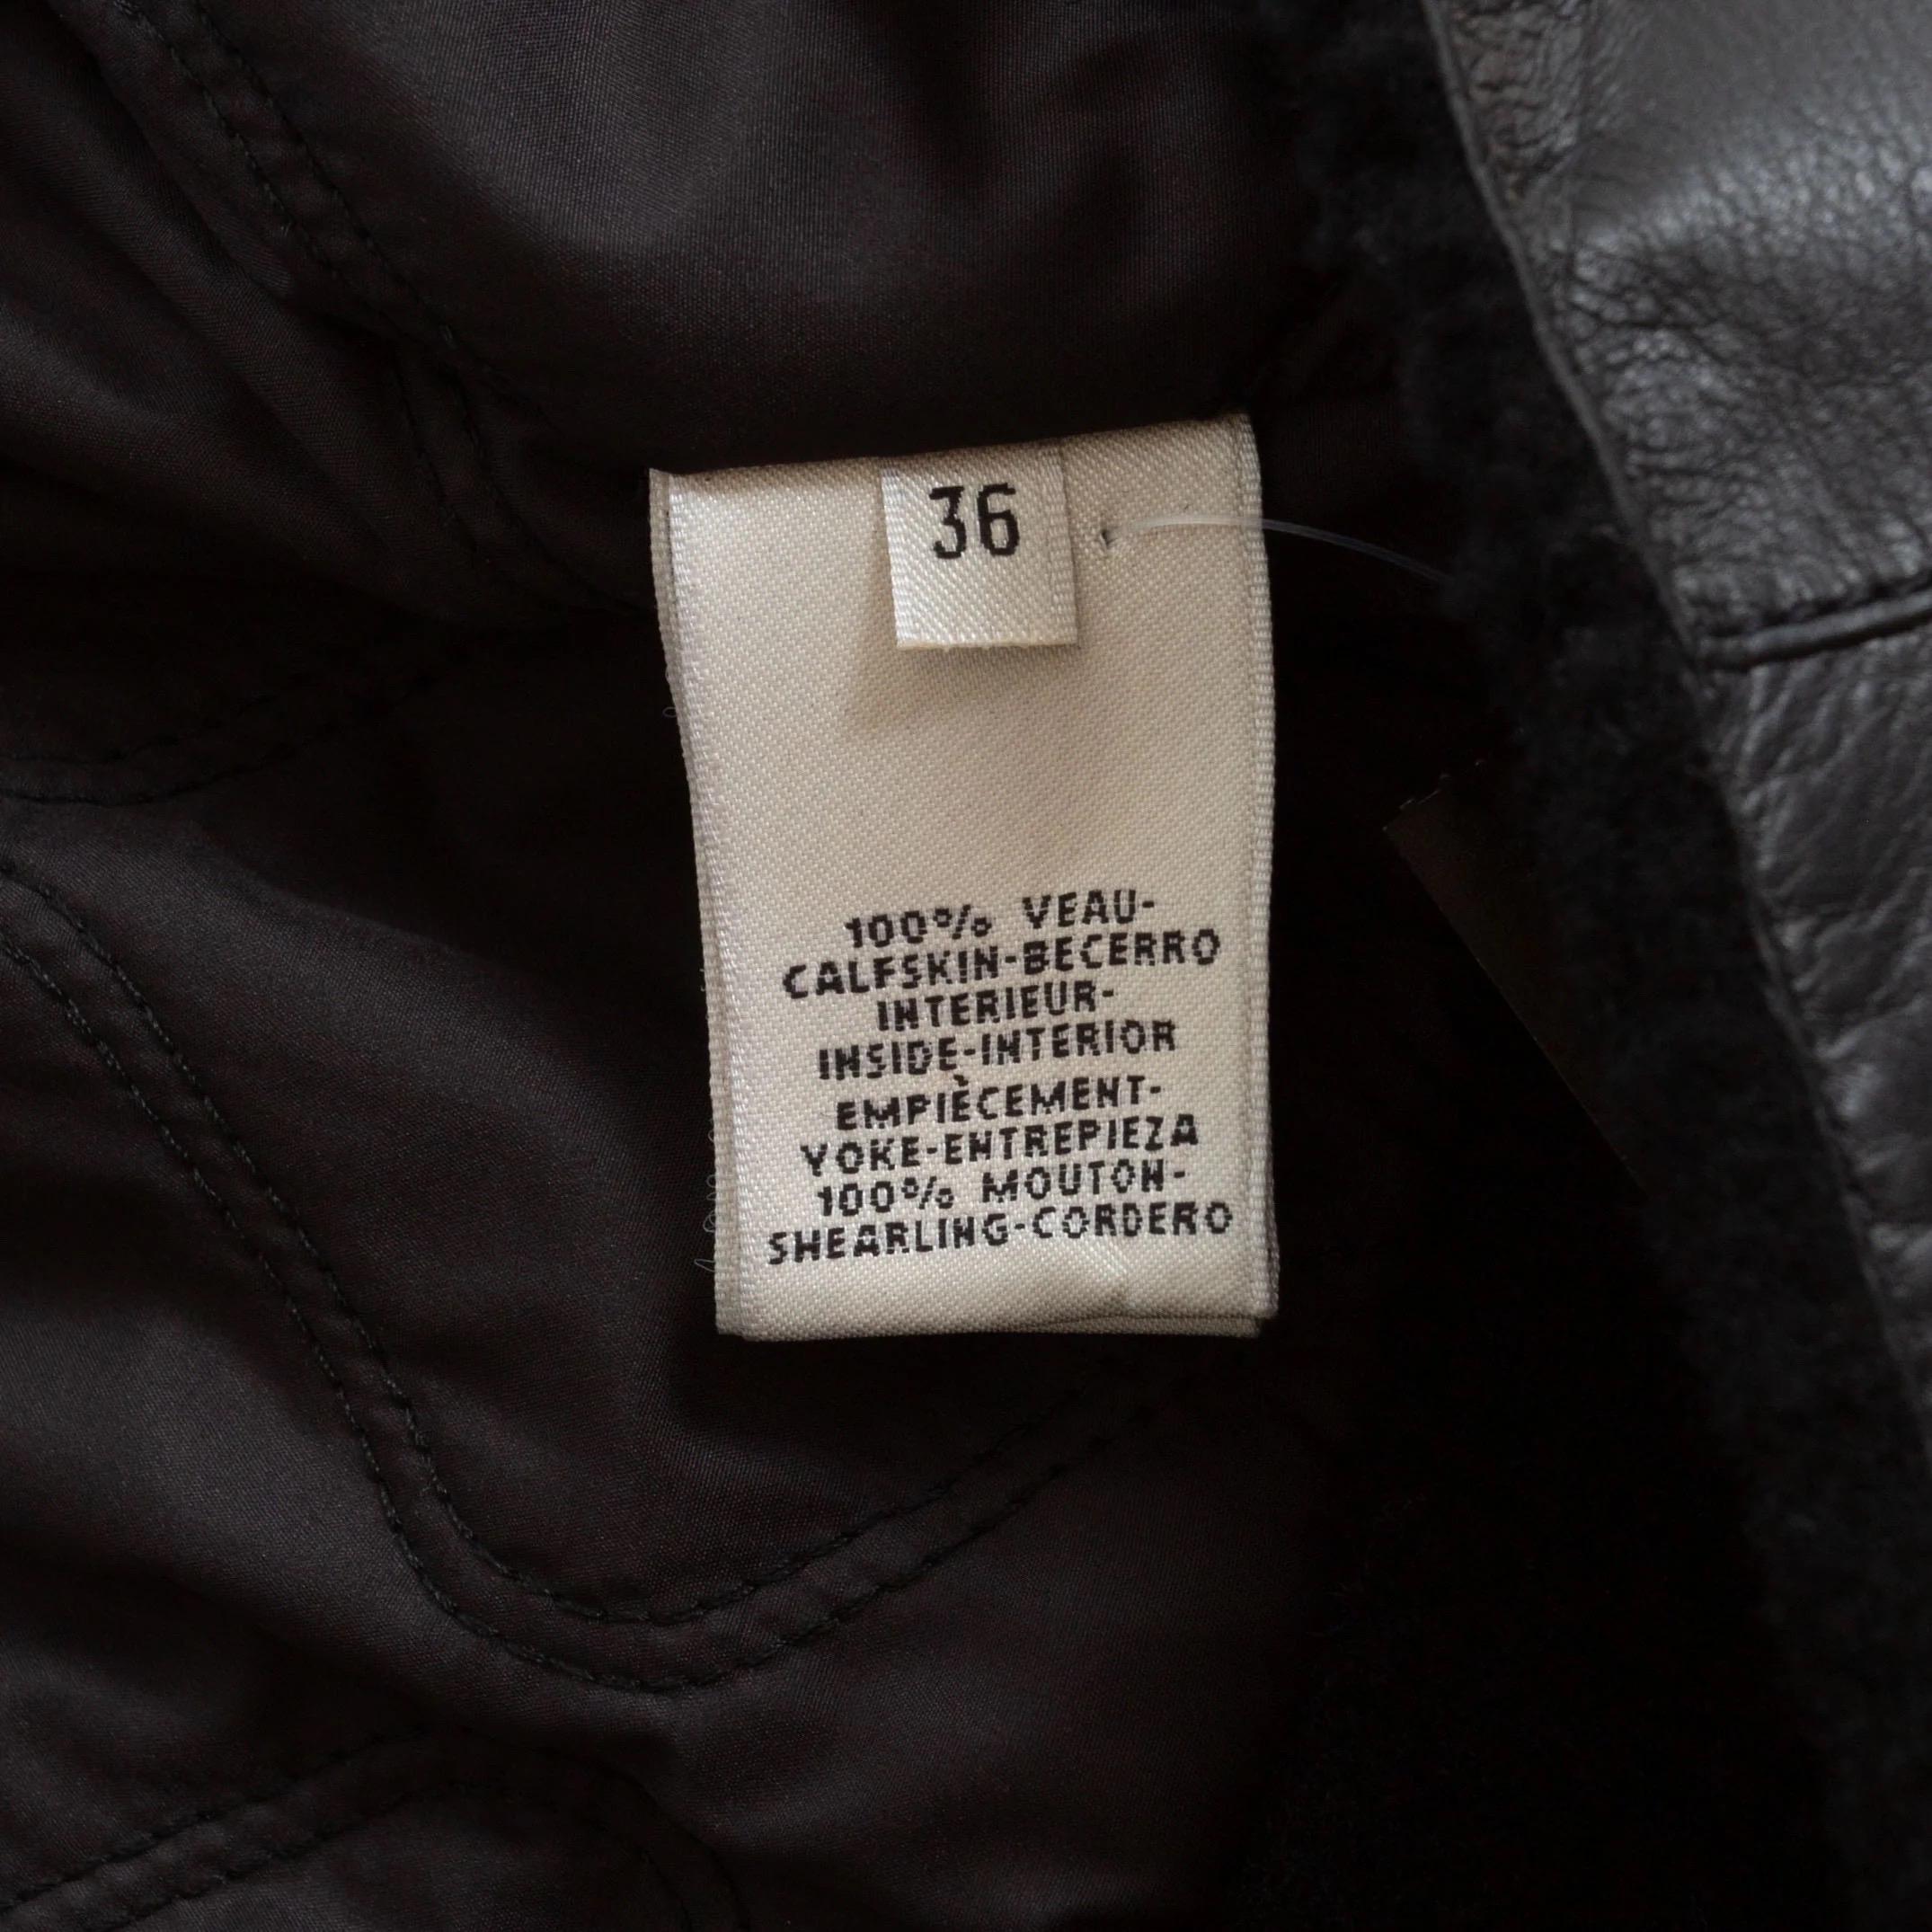 36
100% VEAU-
CALFSKIN-BECERRO
INTERIEUR-
INSIDE-INTERIOR
EMPIÈCEMENT-
YOKE-ENTREPIEZA
100% MOUTON-
SHEARLING-CORDERO